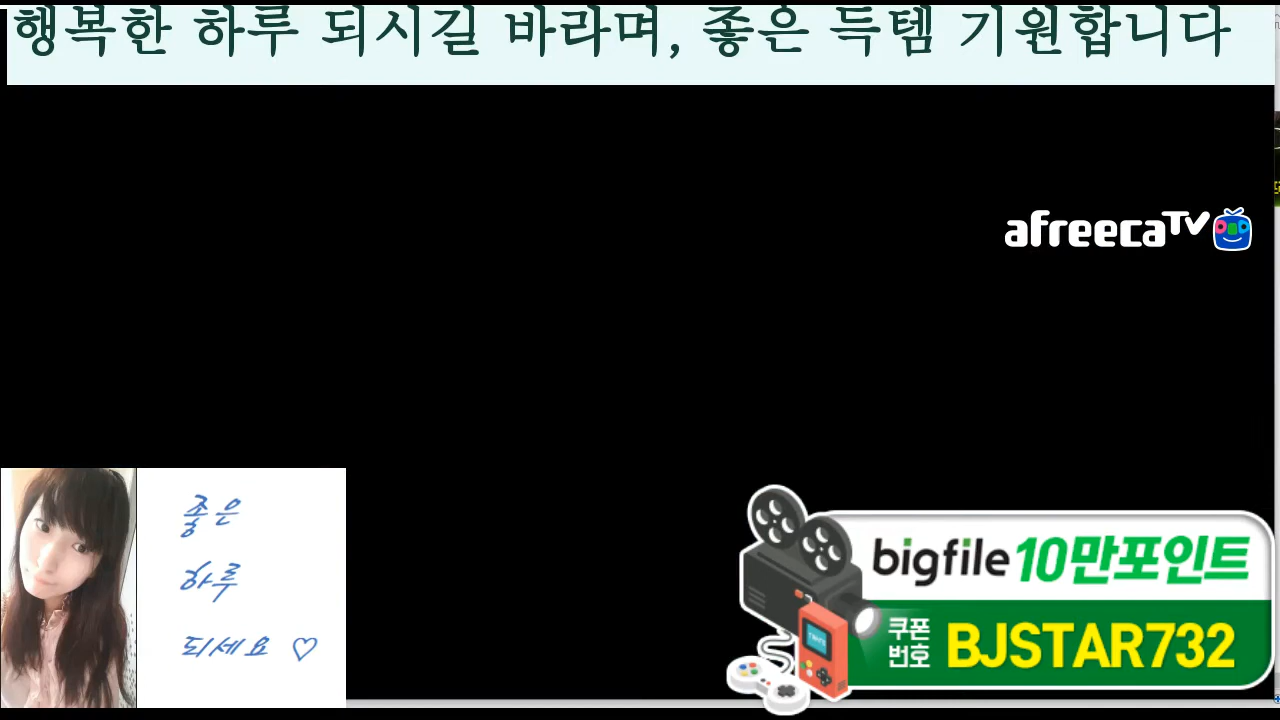 행복한 하루 되시길 바라며, 좋은 득템 기원합니다
afreecaTV
좋은
하루
되세요 ♡
bigfile 10만포인트
쿠폰번호 BJSTAR732